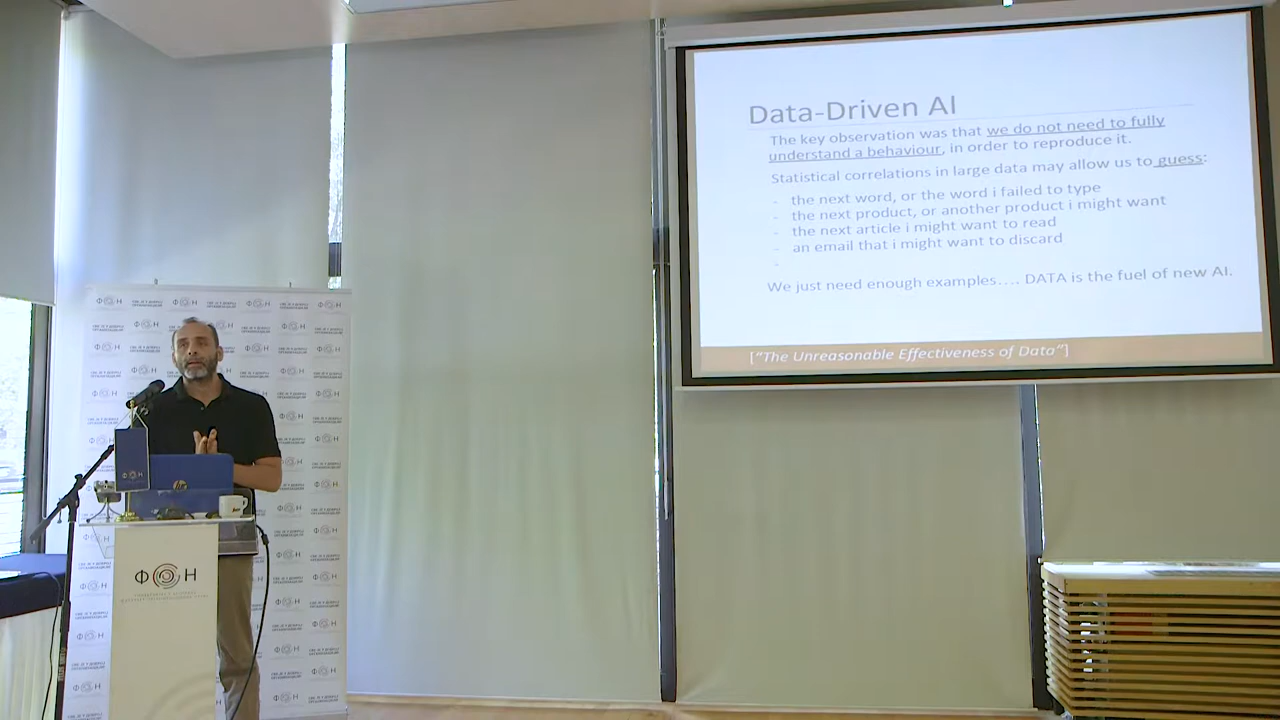 Data-Driven AI
The key observation was that we do not need to fully
understand a behaviour, in order to reproduce it.
Statistical correlations in large data may allow us to guess:
- the next word, or the word i failed to type
- the next product, or another product i might want
- the next article i might want to read
- an email that i might want to discard
-
We just need enough examples.... DATA is the fuel of new AI.
["The Unreasonable Effectiveness of Data"]
ФОН
hp